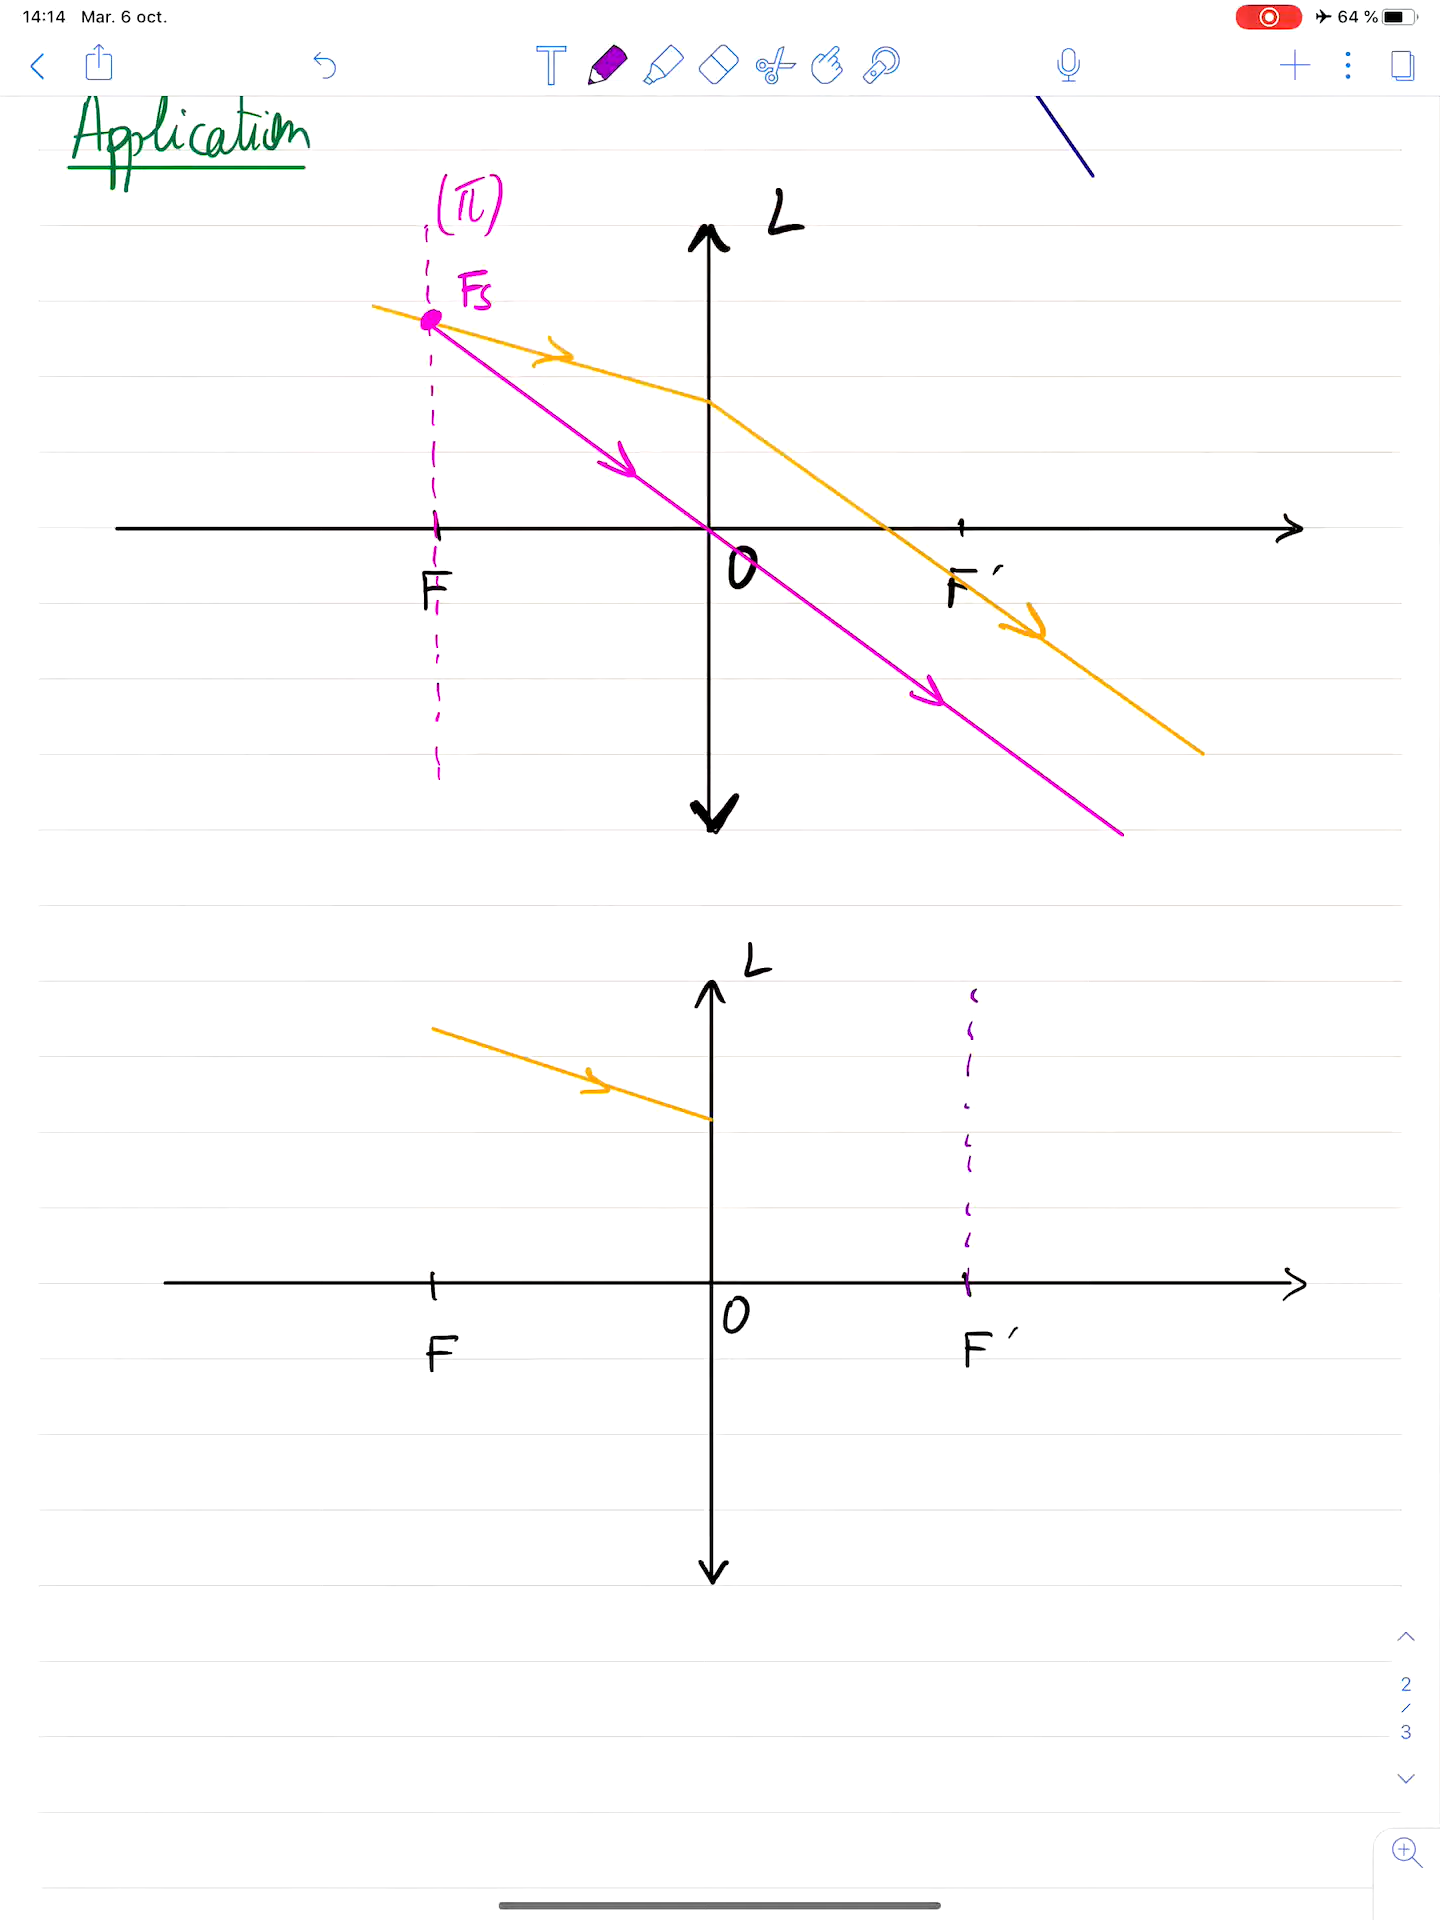 14:14 Mar. 6 oct.
64 %
T
Application
(π)
L
Fs
O
F
F'
L
O
F
F'
2
/
3